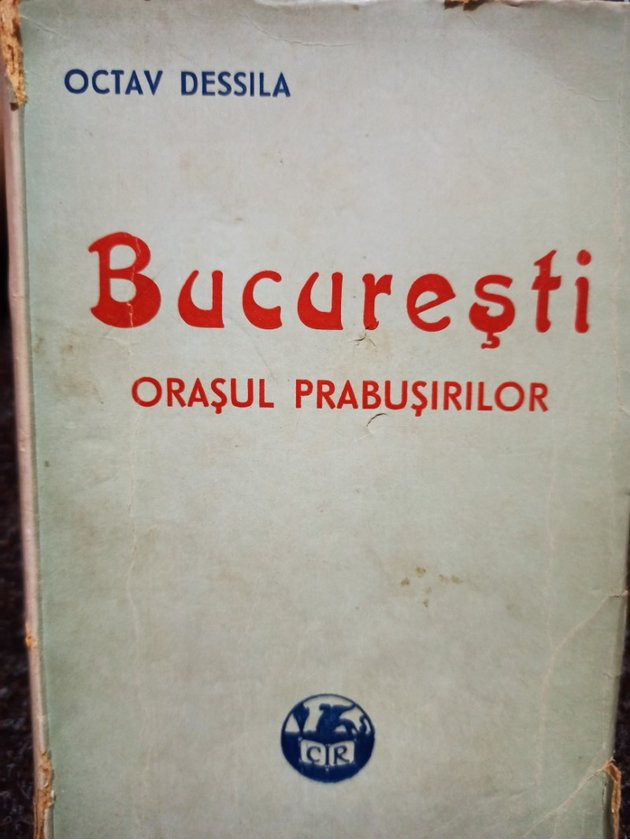 OCTAV DESSILA
Bucureşti
ORAŞUL PRABUŞIRILOR
CR